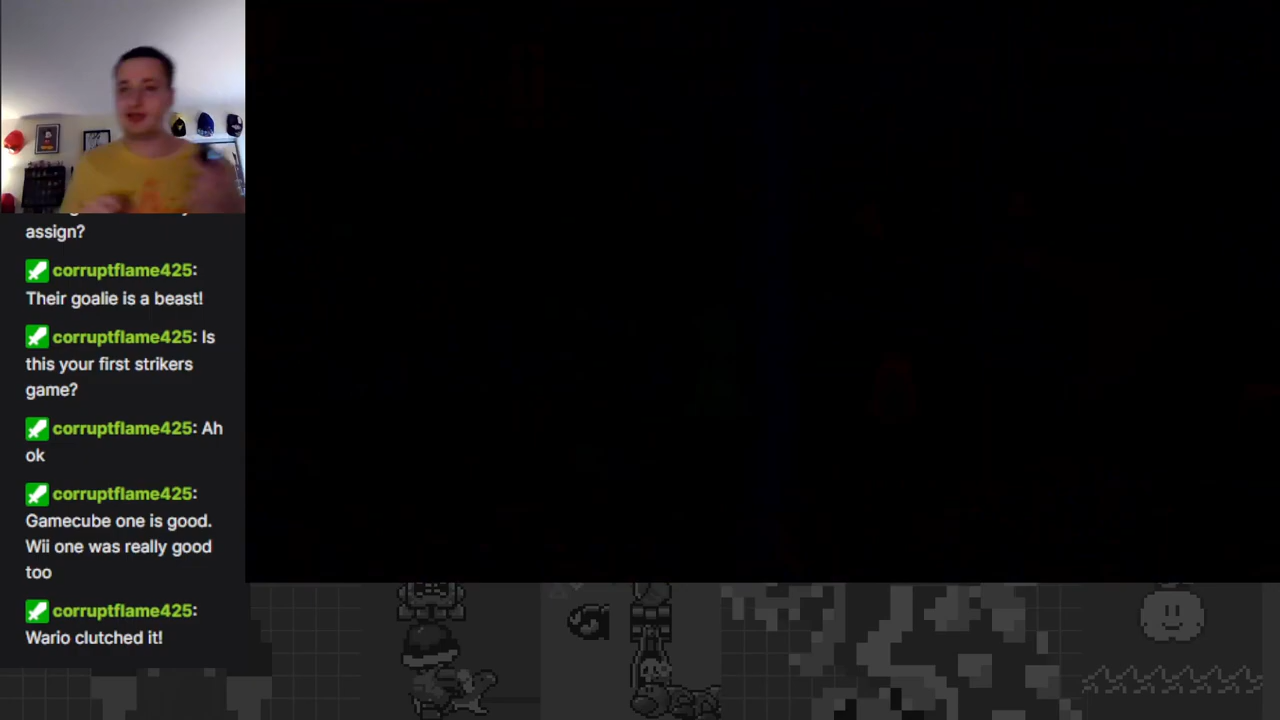 assign?
corruptflame425:
Their goalie is a beast!
corruptflame425: Is
this your first strikers
game?
corruptflame425: Ah
ok
corruptflame425:
Gamecube one is good.
Wii one was really good
too
corruptflame425:
Wario clutched it!